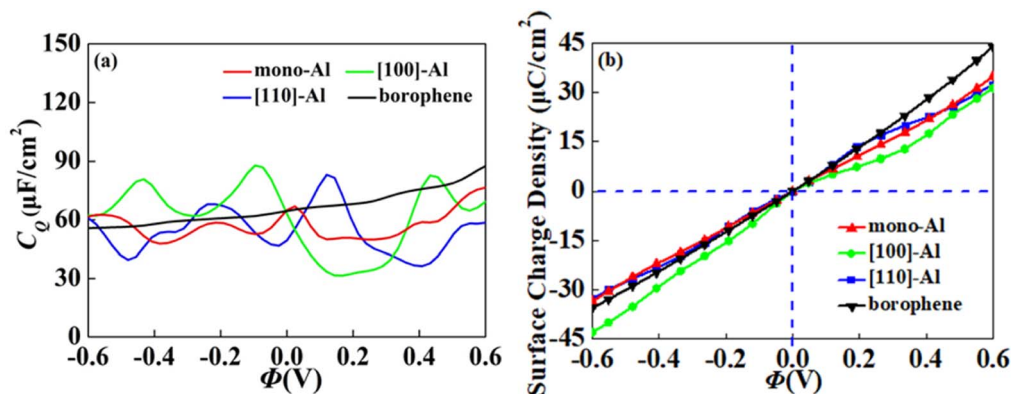 (a)
mono-Al
[100]-Al
[110]-Al
borophene
C_Q (μF/cm²)
150
120
90
60
30
0
-0.6 -0.4 -0.2 0.0 0.2 0.4 0.6
Φ(V)
(b)
Surface Charge Density (μC/cm²)
45
30
15
0
-15
-30
-45
mono-Al
[100]-Al
[110]-Al
borophene
-0.6 -0.4 -0.2 0.0 0.2 0.4 0.6
Φ(V)